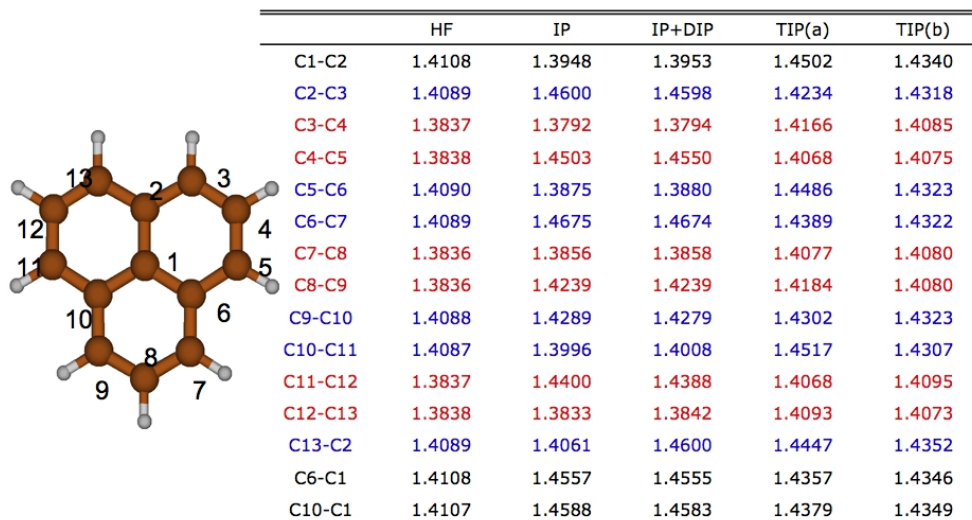 HF IP IP+DIP TIP(a) TIP(b)
C1-C2 1.4108 1.3948 1.3953 1.4502 1.4340
C2-C3 1.4089 1.4600 1.4598 1.4234 1.4318
C3-C4 1.3837 1.3792 1.3794 1.4166 1.4085
C4-C5 1.3838 1.4503 1.4550 1.4068 1.4075
C5-C6 1.4090 1.3875 1.3880 1.4486 1.4323
C6-C7 1.4089 1.4675 1.4674 1.4389 1.4322
C7-C8 1.3836 1.3856 1.3858 1.4077 1.4080
C8-C9 1.3836 1.4239 1.4239 1.4184 1.4080
C9-C10 1.4088 1.4289 1.4279 1.4302 1.4323
C10-C11 1.4087 1.3996 1.4008 1.4517 1.4307
C11-C12 1.3837 1.4400 1.4388 1.4068 1.4095
C12-C13 1.3838 1.3833 1.3842 1.4093 1.4073
C13-C2 1.4089 1.4061 1.4600 1.4447 1.4352
C6-C1 1.4108 1.4557 1.4555 1.4357 1.4346
C10-C1 1.4107 1.4588 1.4583 1.4379 1.4349
13 3
2
12 4
11 1 5
10 6
8
9 7